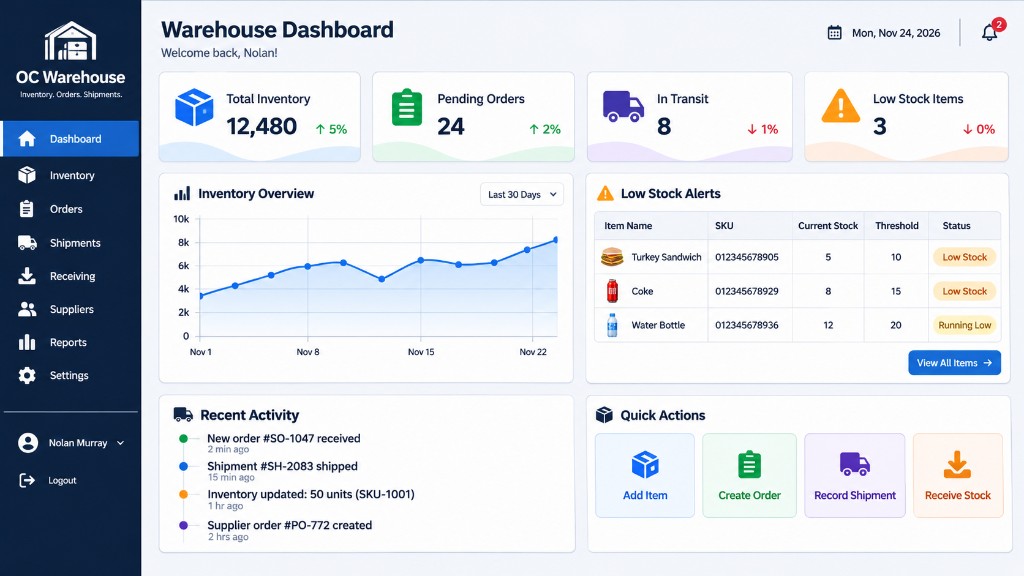 OC Warehouse
Inventory. Orders. Shipments.
Dashboard
Inventory
Orders
Shipments
Receiving
Suppliers
Reports
Settings
Nolan Murray
Logout
Warehouse Dashboard
Welcome back, Nolan!
Mon, Nov 24, 2026
2
Total Inventory
12,480
↑ 5%
Pending Orders
24
↑ 2%
In Transit
8
↓ 1%
Low Stock Items
3
↓ 0%
Inventory Overview
Last 30 Days
10k
8k
6k
4k
2k
0
Nov 1
Nov 8
Nov 15
Nov 22
Low Stock Alerts
Item Name SKU Current Stock Threshold Status
Turkey Sandwich 012345678905 5 10 Low Stock
Coke 012345678929 8 15 Low Stock
Water Bottle 012345678936 12 20 Running Low
View All Items →
Recent Activity
New order #SO-1047 received
2 min ago
Shipment #SH-2083 shipped
15 min ago
Inventory updated: 50 units (SKU-1001)
1 hr ago
Supplier order #PO-772 created
2 hrs ago
Quick Actions
Add Item
Create Order
Record Shipment
Receive Stock